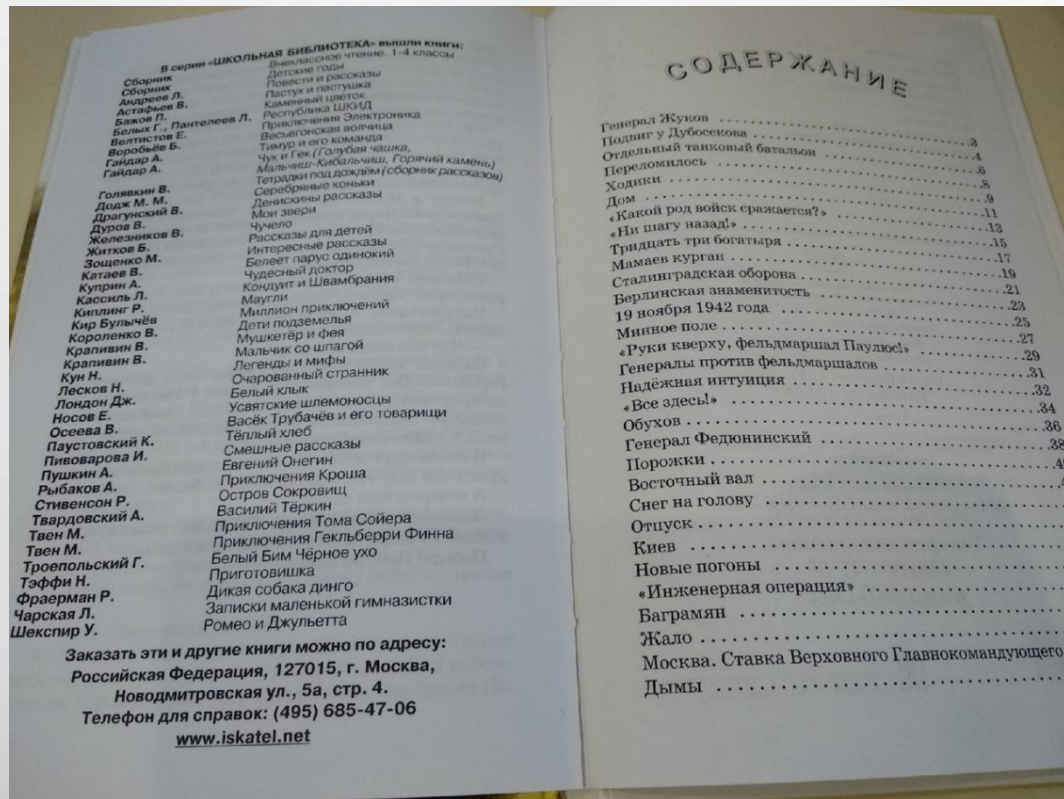 В серии «ШКОЛЬНАЯ БИБЛИОТЕКА» вышли книги:
Сборник Внеклассное чтение. 1-4 классы
Сборник Детские годы
Андреев Л. Повести и рассказы
Астафьев В. Пастух и пастушка
Бажов П. Каменный цветок
Белых Г., Пантелеев Л. Республика ШКИД
Велтистов Е. Приключения Электроника
Воробьёв Б. Весьегонская волчица
Гайдар А. Тимур и его команда
Гайдар А. Чук и Гек (Голубая чашка,
Мальчиш-Кибальчиш, Горячий камень)
Голявкин В. Тетрадки под дождём (сборник рассказов)
Додж М. М. Серебряные коньки
Драгунский В. Денискины рассказы
Дуров В. Мои звери
Железников В. Чучело
Житков Б. Рассказы для детей
Зощенко М. Интересные рассказы
Катаев В. Белеет парус одинокий
Куприн А. Чудесный доктор
Кассиль Л. Кондуит и Швамбрания
Киплинг Р. Маугли
Кир Булычёв Миллион приключений
Короленко В. Дети подземелья
Крапивин В. Мушкетёр и фея
Крапивин В. Мальчик со шпагой
Кун Н. Легенды и мифы
Лесков Н. Очарованный странник
Лондон Дж. Белый клык
Носов Е. Усвятские шлемоносцы
Осеева В. Васёк Трубачёв и его товарищи
Паустовский К. Тёплый хлеб
Пивоварова И. Смешные рассказы
Пушкин А. Евгений Онегин
Рыбаков А. Приключения Кроша
Стивенсон Р. Остров Сокровищ
Твардовский А. Василий Тёркин
Твен М. Приключения Тома Сойера
Твен М. Приключения Гекльберри Финна
Троепольский Г. Белый Бим Чёрное ухо
Тэффи Н. Приготовишка
Фраерман Р. Дикая собака динго
Чарская Л. Записки маленькой гимназистки
Шекспир У. Ромео и Джульетта
Заказать эти и другие книги можно по адресу:
Российская Федерация, 127015, г. Москва,
Новодмитровская ул., 5а, стр. 4.
Телефон для справок: (495) 685-47-06
www.iskatel.net
СОДЕРЖАНИЕ
Генерал Жуков 3
Подвиг у Дубосекова 4
Отдельный танковый батальон 6
Переломилось 8
Ходики 9
Дом 11
«Какой род войск сражается?» 13
«Ни шагу назад!» 15
Тридцать три богатыря 17
Мамаев курган 19
Сталинградская оборона 21
Берлинская знаменитость 23
19 ноября 1942 года 25
Минное поле 27
«Руки кверху, фельдмаршал Паулюс!» 29
Генералы против фельдмаршалов 31
Надёжная интуиция 32
«Все здесь!» 34
Обухов 36
Генерал Федюнинский 38
Порожки
Восточный вал
Снег на голову
Отпуск
Киев
Новые погоны
«Инженерная операция»
Баграмян
Жало
Москва. Ставка Верховного Главнокомандующего
Дымы